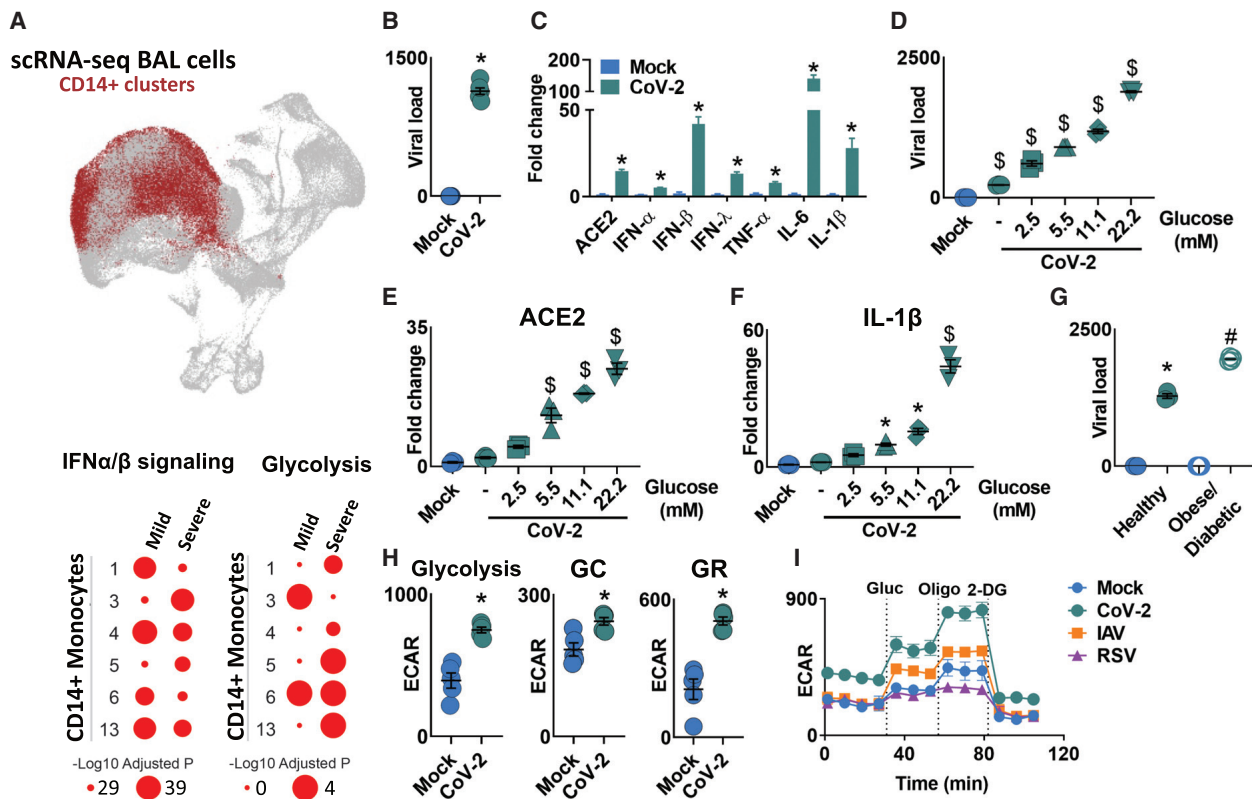 A
scRNA-seq BAL cells
CD14+ clusters
IFNα/β signaling
Glycolysis
Mild
Severe
Mild
Severe
CD14+ Monocytes
1
3
4
5
6
13
CD14+ Monocytes
1
3
4
5
6
13
-Log10 Adjusted P
29
39
-Log10 Adjusted P
0
4
B
Viral load
1500
0
*
Mock
CoV-2
C
Fold change
200
100
50
0
Mock
CoV-2
* * * * * * *
ACE2
IFN-α
IFN-β
IFN-λ
TNF-α
IL-6
IL-1β
D
Viral load
2500
0
$ $ $ $ $
Mock
-
2.5
5.5
11.1
22.2
Glucose
(mM)
CoV-2
E
ACE2
Fold change
35
0
$ $ $
Mock
-
2.5
5.5
11.1
22.2
Glucose
(mM)
CoV-2
F
IL-1β
Fold change
60
0
* * $
Mock
-
2.5
5.5
11.1
22.2
Glucose
(mM)
CoV-2
G
Viral load
2500
0
* #
Healthy
Obese/
Diabetic
H
Glycolysis
ECAR
1000
0
*
Mock
CoV-2
GC
ECAR
300
0
*
Mock
CoV-2
GR
ECAR
600
0
*
Mock
CoV-2
I
Gluc Oligo 2-DG
ECAR
900
0
0 40 80 120
Time (min)
Mock
CoV-2
IAV
RSV